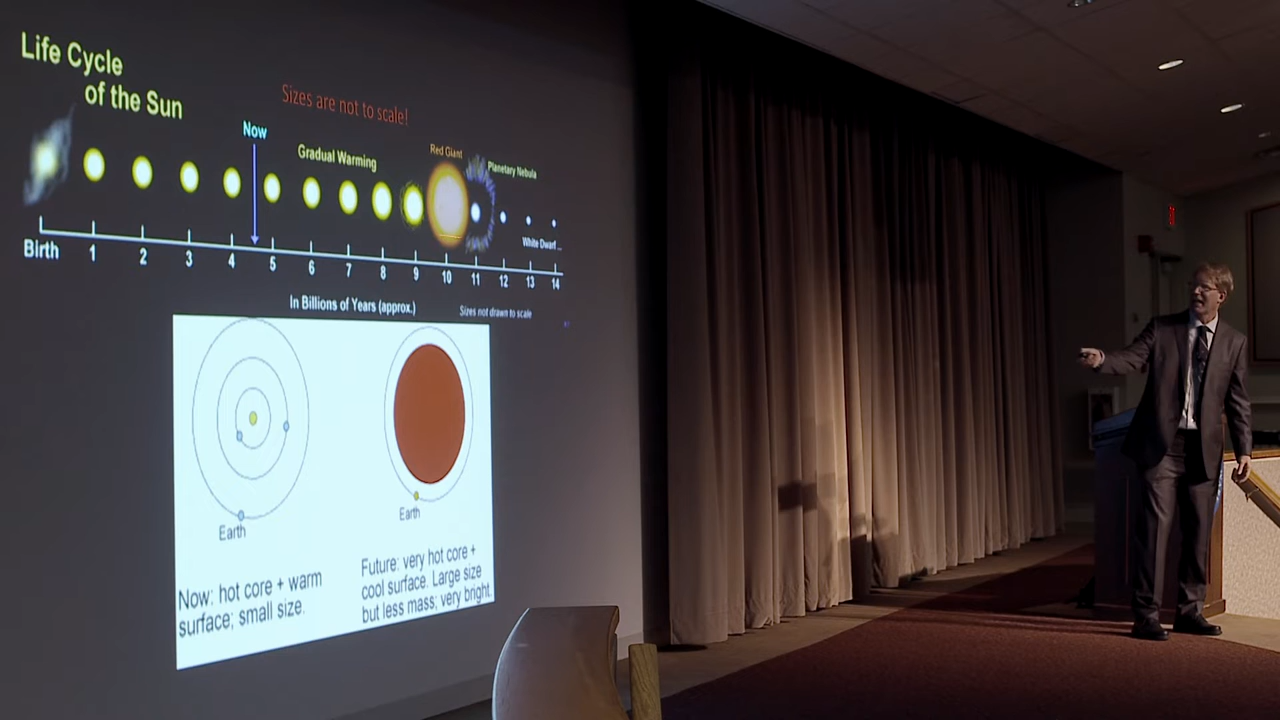 Life Cycle
of the Sun
Sizes are not to scale!
Now
Gradual Warming
Red Giant
Planetary Nebula
White Dwarf ...
Birth 1 2 3 4 5 6 7 8 9 10 11 12 13 14
In Billions of Years (approx.)
Sizes not drawn to scale
Earth
Earth
Now: hot core + warm
surface; small size.
Future: very hot core +
cool surface. Large size
but less mass; very bright.